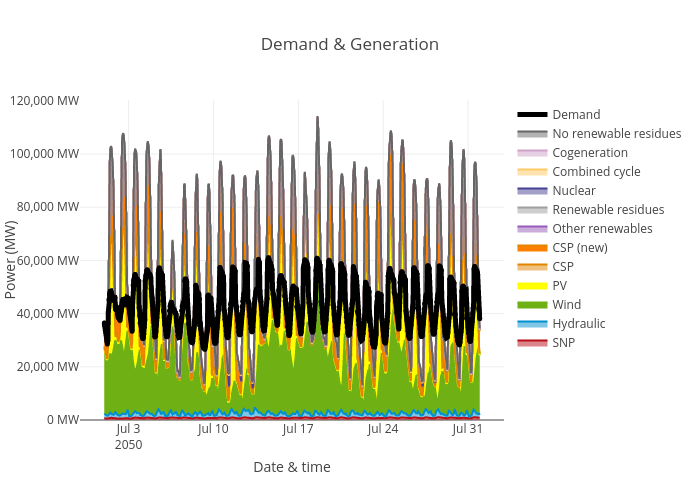 Demand & Generation
120,000 MW
100,000 MW
80,000 MW
60,000 MW
40,000 MW
20,000 MW
0 MW
Power (MW)
Jul 3
2050
Jul 10
Jul 17
Jul 24
Jul 31
Date & time
Demand
No renewable residues
Cogeneration
Combined cycle
Nuclear
Renewable residues
Other renewables
CSP (new)
CSP
PV
Wind
Hydraulic
SNP